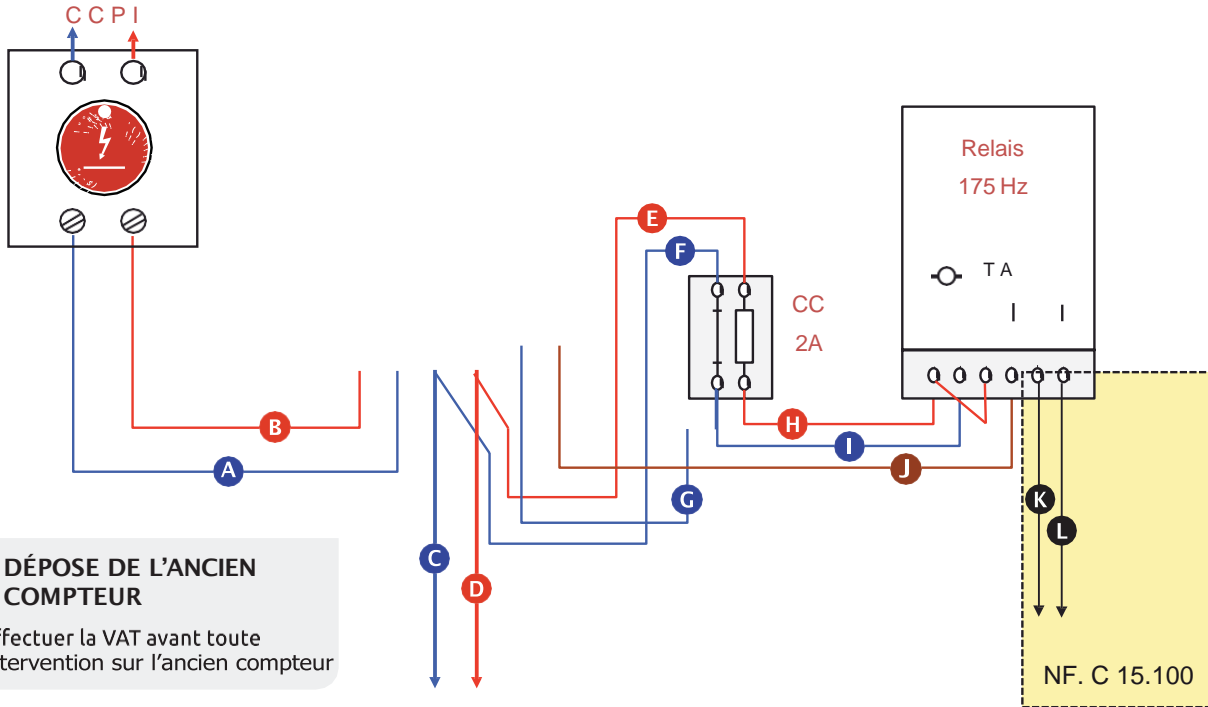 C C P I
Relais
175 Hz
T A
E
F
CC
2A
B
H
I
A
J
G
K
L
C
D
DÉPOSE DE L’ANCIEN
COMPTEUR
ffectuer la VAT avant toute
tervention sur l’ancien compteur
NF. C 15.100